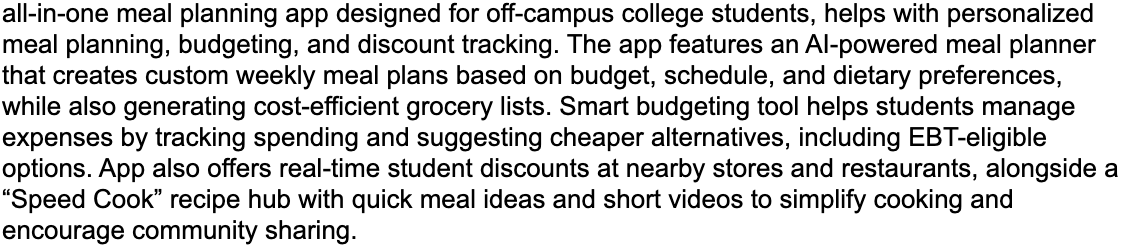 all-in-one meal planning app designed for off-campus college students, helps with personalized
meal planning, budgeting, and discount tracking. The app features an AI-powered meal planner
that creates custom weekly meal plans based on budget, schedule, and dietary preferences,
while also generating cost-efficient grocery lists. Smart budgeting tool helps students manage
expenses by tracking spending and suggesting cheaper alternatives, including EBT-eligible
options. App also offers real-time student discounts at nearby stores and restaurants, alongside a
“Speed Cook” recipe hub with quick meal ideas and short videos to simplify cooking and
encourage community sharing.